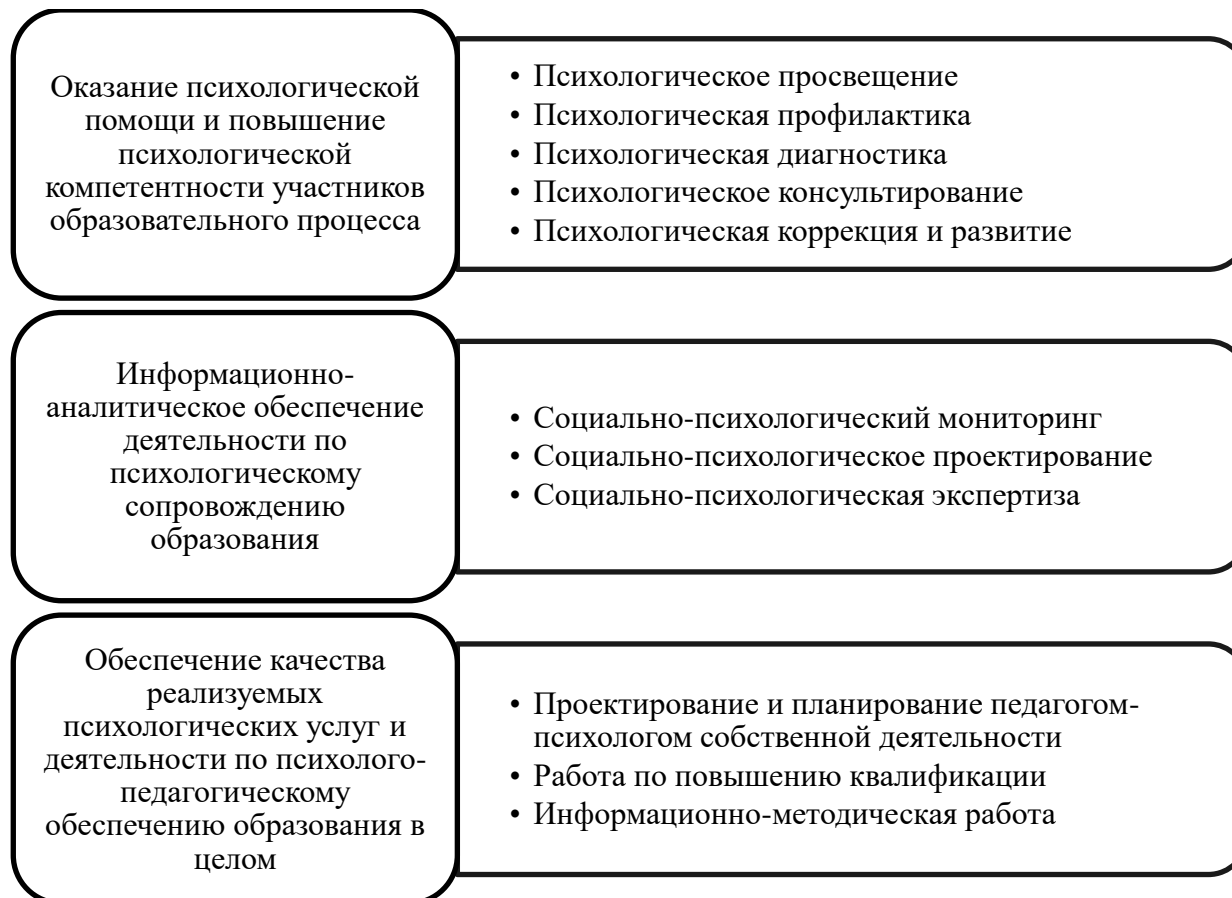 Оказание психологической
помощи и повышение
психологической
компетентности участников
образовательного процесса
• Психологическое просвещение
• Психологическая профилактика
• Психологическая диагностика
• Психологическое консультирование
• Психологическая коррекция и развитие
Информационно-
аналитическое обеспечение
деятельности по
психологическому
сопровождению
образования
• Социально-психологический мониторинг
• Социально-психологическое проектирование
• Социально-психологическая экспертиза
Обеспечение качества
реализуемых
психологических услуг и
деятельности по психолого-
педагогическому
обеспечению образования в
целом
• Проектирование и планирование педагогом-
психологом собственной деятельности
• Работа по повышению квалификации
• Информационно-методическая работа